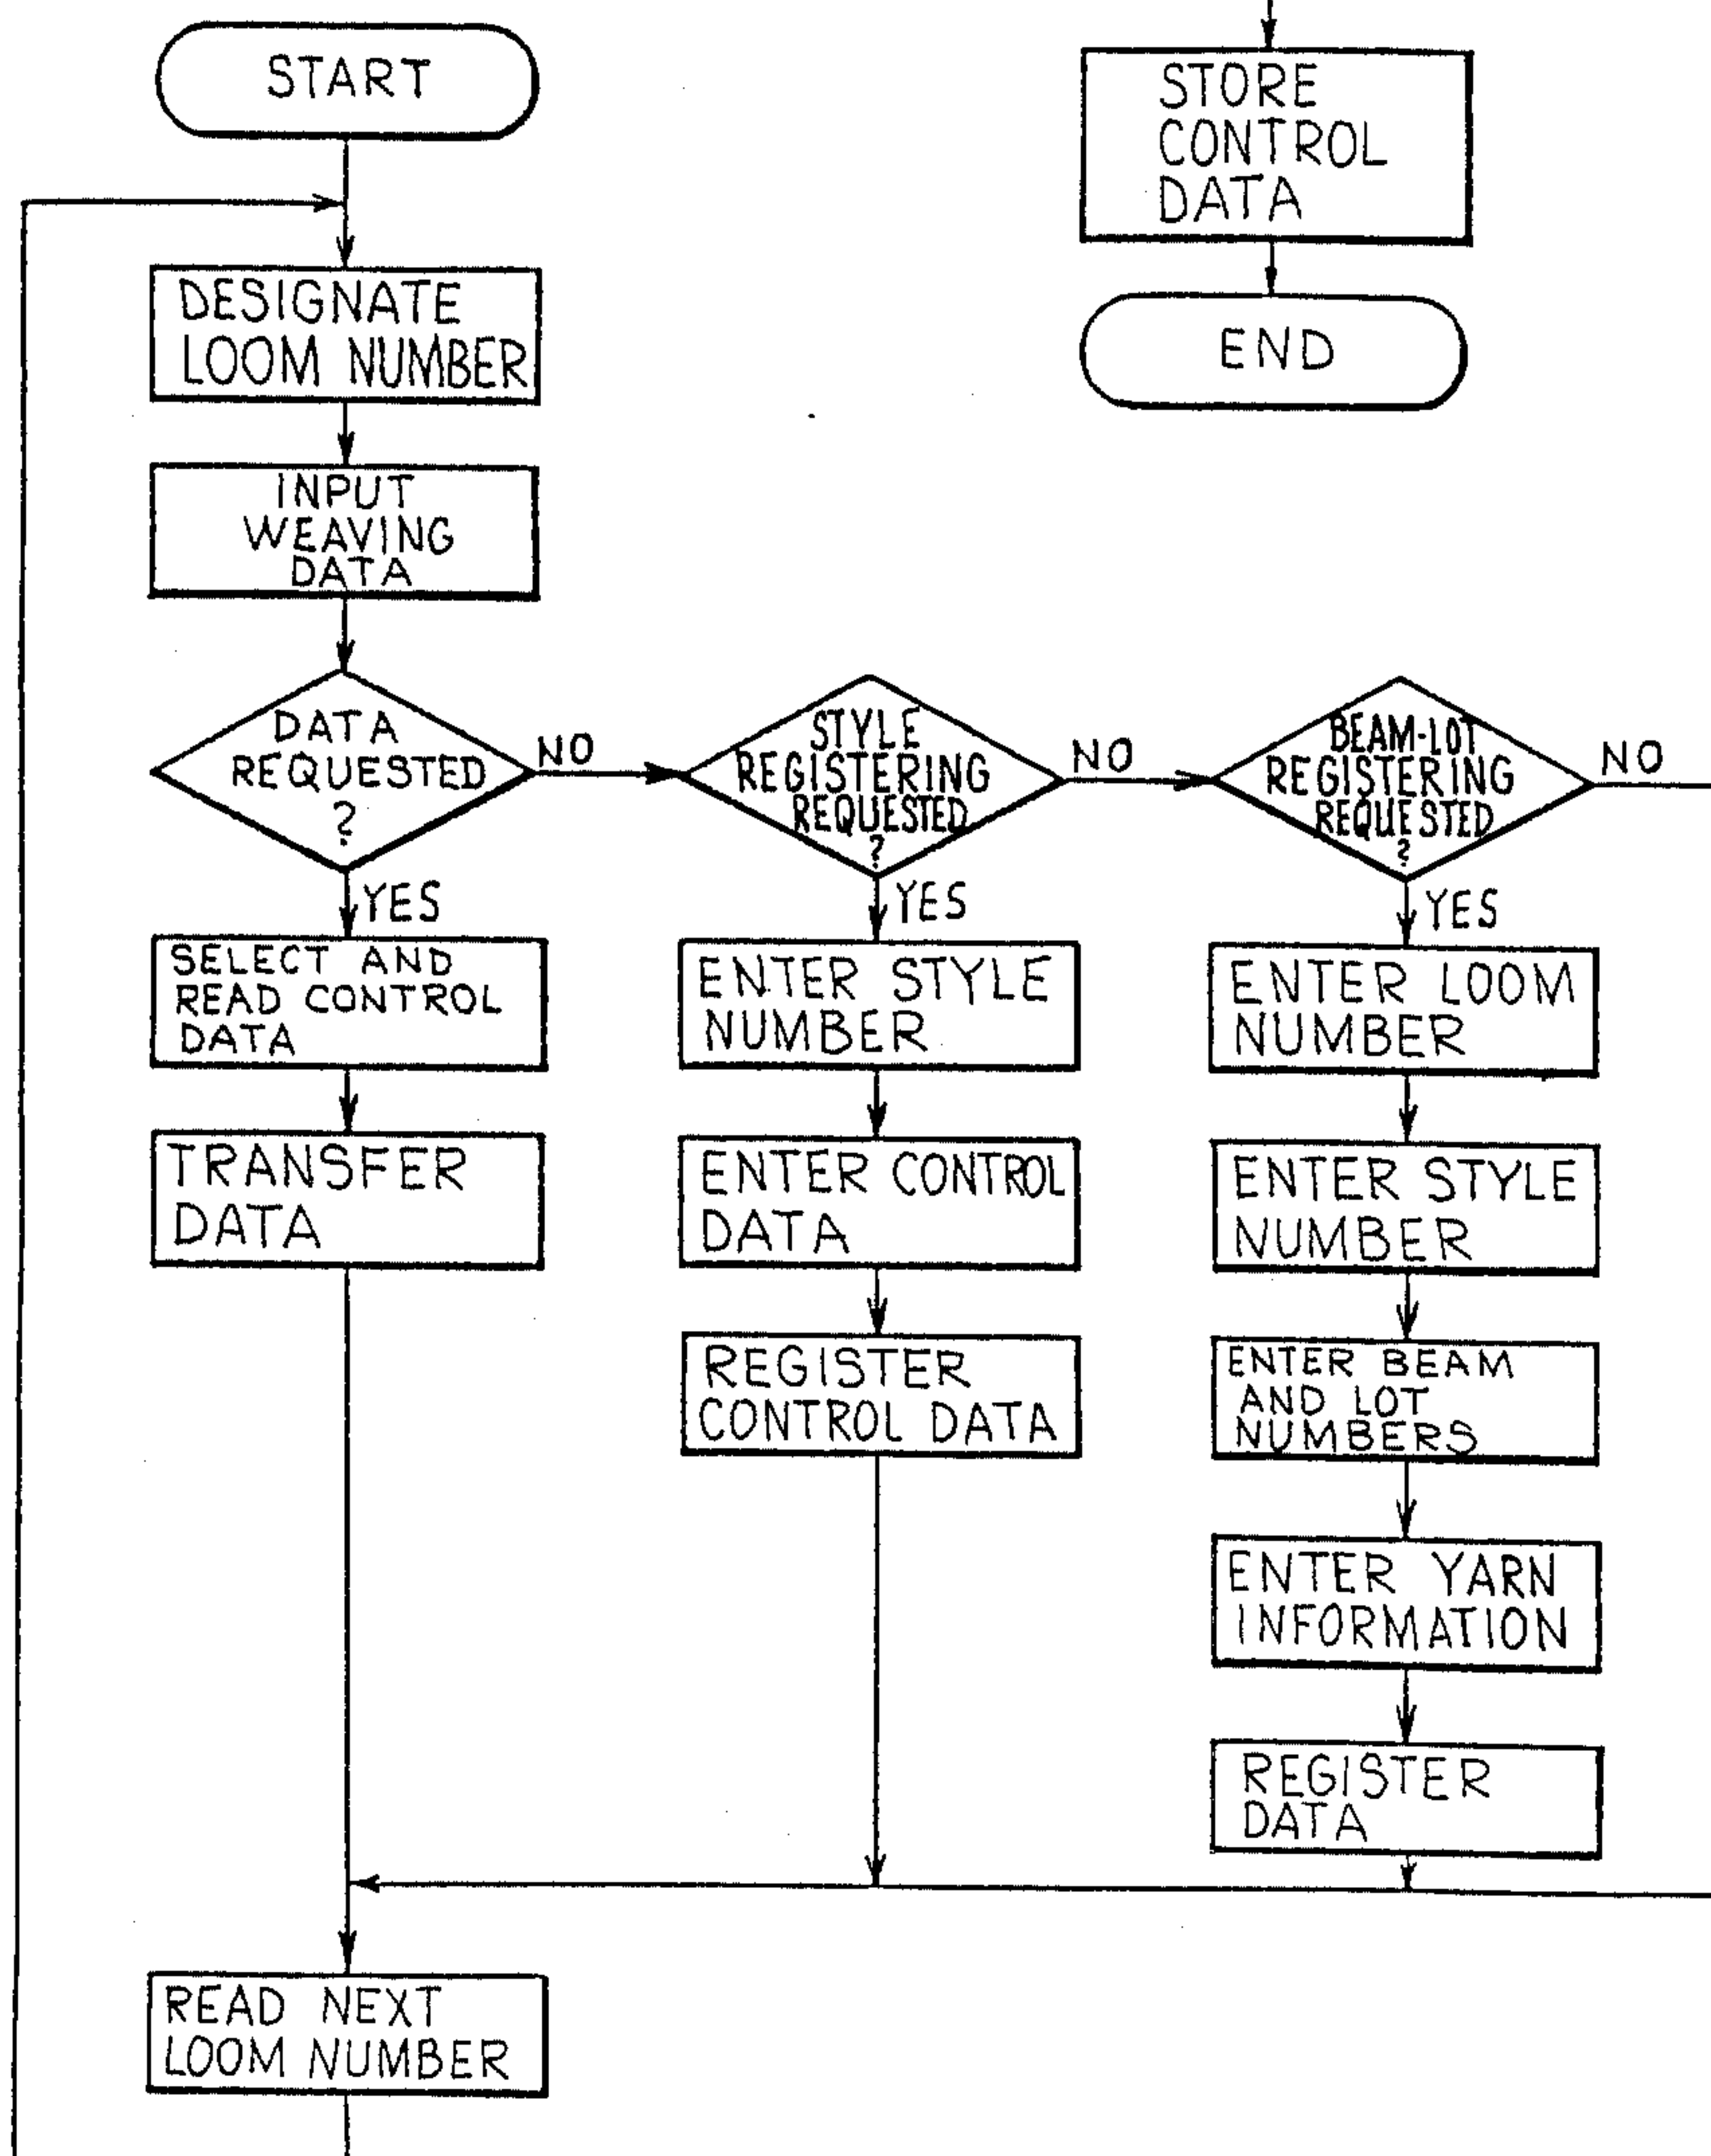 START
DESIGNATE
LOOM NUMBER
INPUT
WEAVING
DATA
DATA
REQUESTED
?
NO
YES
SELECT AND
READ CONTROL
DATA
TRANSFER
DATA
READ NEXT
LOOM NUMBER
STYLE
REGISTERING
REQUESTED
?
NO
YES
ENTER STYLE
NUMBER
ENTER CONTROL
DATA
REGISTER
CONTROL DATA
STORE
CONTROL
DATA
END
BEAM-LOT
REGISTERING
REQUESTED
?
NO
YES
ENTER LOOM
NUMBER
ENTER STYLE
NUMBER
ENTER BEAM
AND LOT
NUMBERS
ENTER YARN
INFORMATION
REGISTER
DATA